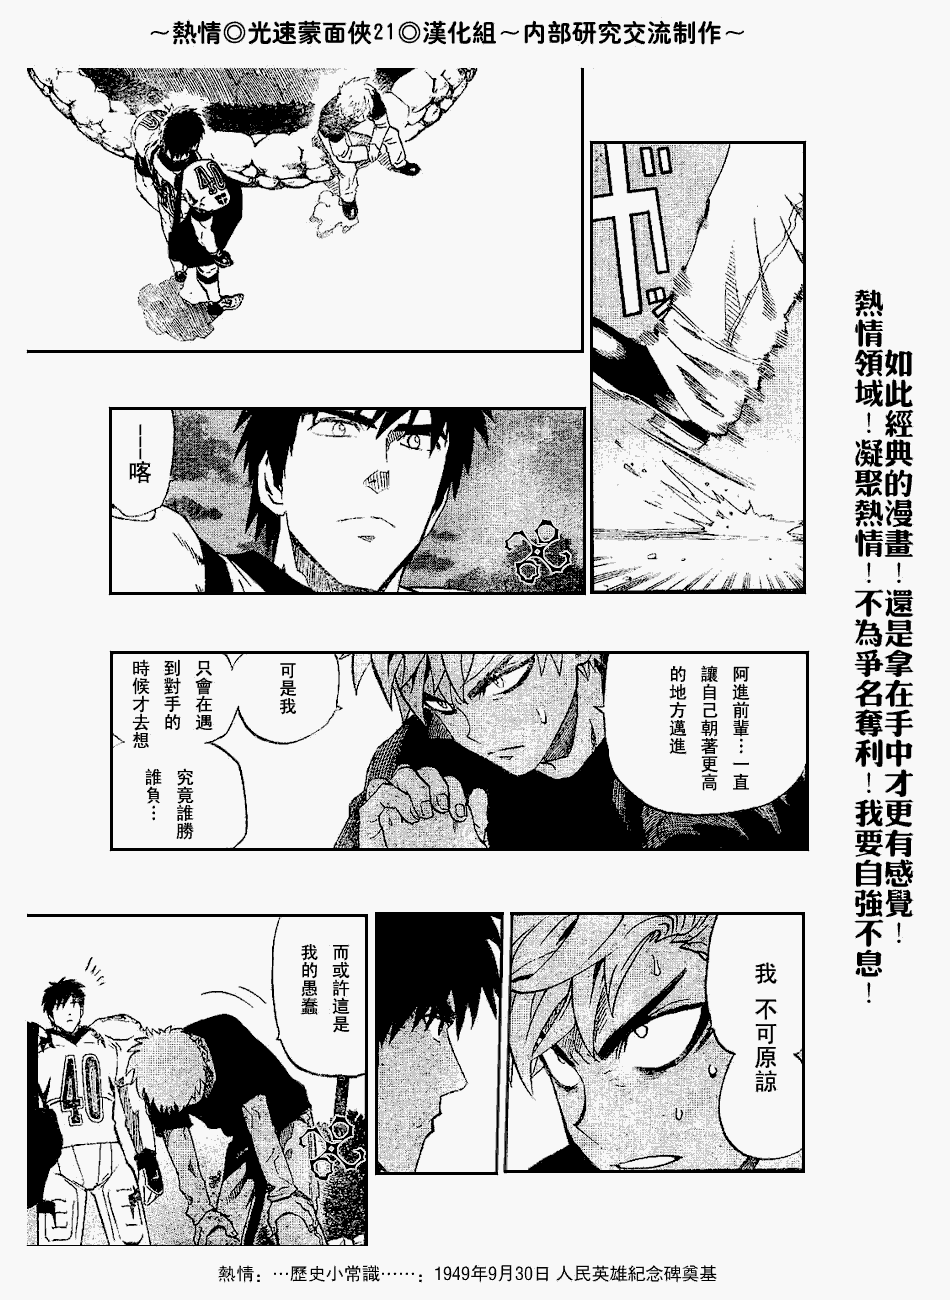 ～熱情◎光速蒙面俠21◎漢化組～内部研究交流制作～
ギ
ュッ
───喀
阿進前輩…一直
讓自己朝著更高
的地方邁進
可是我
只會在遇
到對手的
時候才去想
究竟誰勝
誰負…
我 不可原諒
而或許這是
我的愚蠢
40
40
如此經典的漫畫！還是拿在手中才更有感覺！
熱情領域！凝聚熱情！不為爭名奪利！我要自強不息！
熱情：…歷史小常識……：1949年9月30日 人民英雄紀念碑奠基